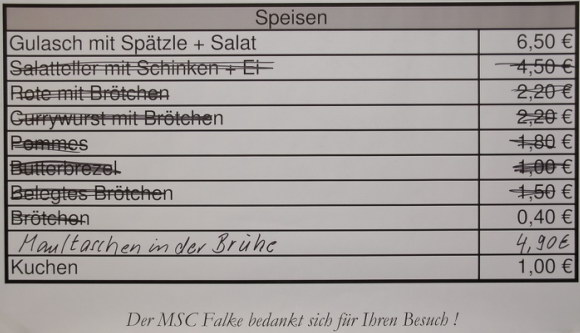 Speisen
Gulasch mit Spätzle + Salat 6,50 €
Salatteller mit Schinken + Ei 4,50 €
Rote mit Brötchen 2,20 €
Currywurst mit Brötchen 2,20 €
Pommes 1,80 €
Butterbrezel 1,00 €
Belegtes Brötchen 1,50 €
Brötchen 0,40 €
Maultaschen in der Brühe 4,90€
Kuchen 1,00 €
Der MSC Falke bedankt sich für Ihren Besuch !